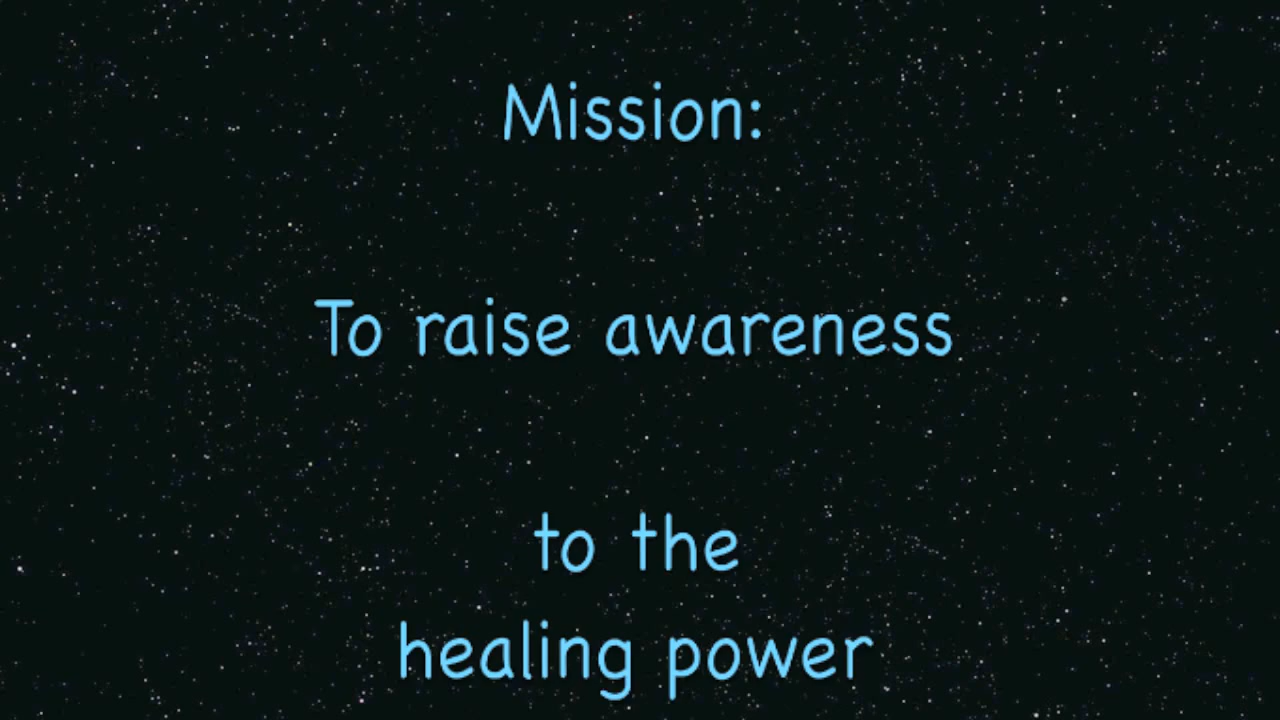 Mission:
To raise awareness
to the
healing power